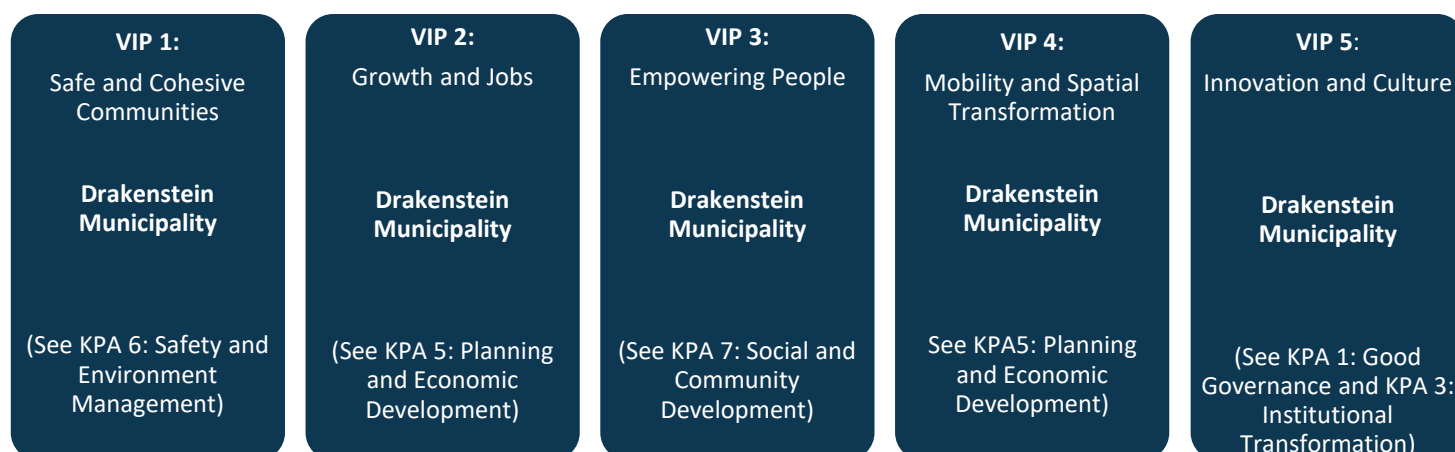 VIP 1:
Safe and Cohesive
Communities
Drakenstein
Municipality
(See KPA 6: Safety and
Environment
Management)
VIP 2:
Growth and Jobs
Drakenstein
Municipality
(See KPA 5: Planning
and Economic
Development)
VIP 3:
Empowering People
Drakenstein
Municipality
(See KPA 7: Social and
Community
Development)
VIP 4:
Mobility and Spatial
Transformation
Drakenstein
Municipality
See KPA5: Planning
and Economic
Development)
VIP 5:
Innovation and Culture
Drakenstein
Municipality
(See KPA 1: Good
Governance and KPA 3:
Institutional
Transformation)